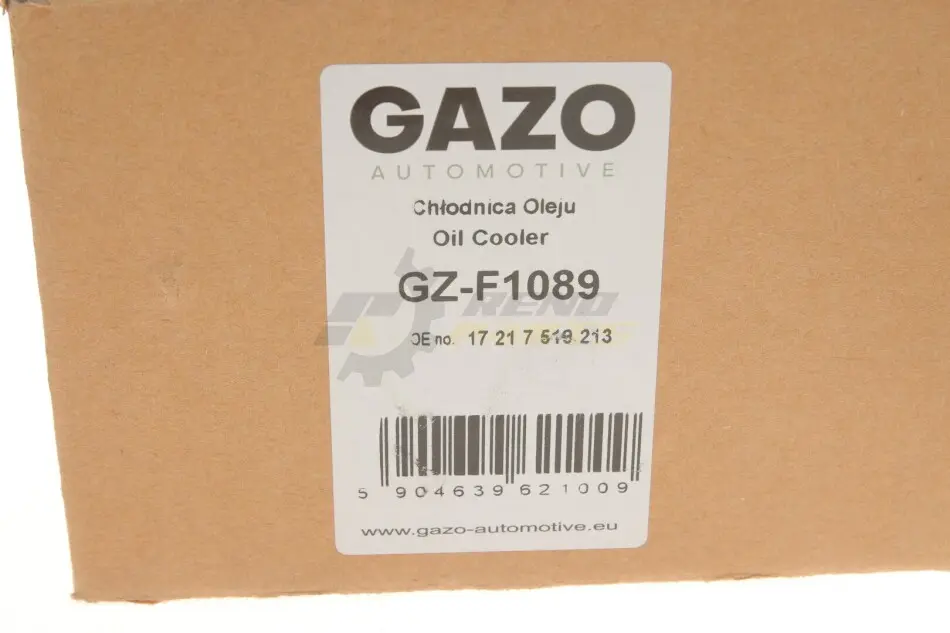 GAZO
AUTOMOTIVE
Chłodnica Oleju
Oil Cooler
GZ-F1089
OE no. 17 21 7 519 213
5 904639 621009
www.gazo-automotive.eu